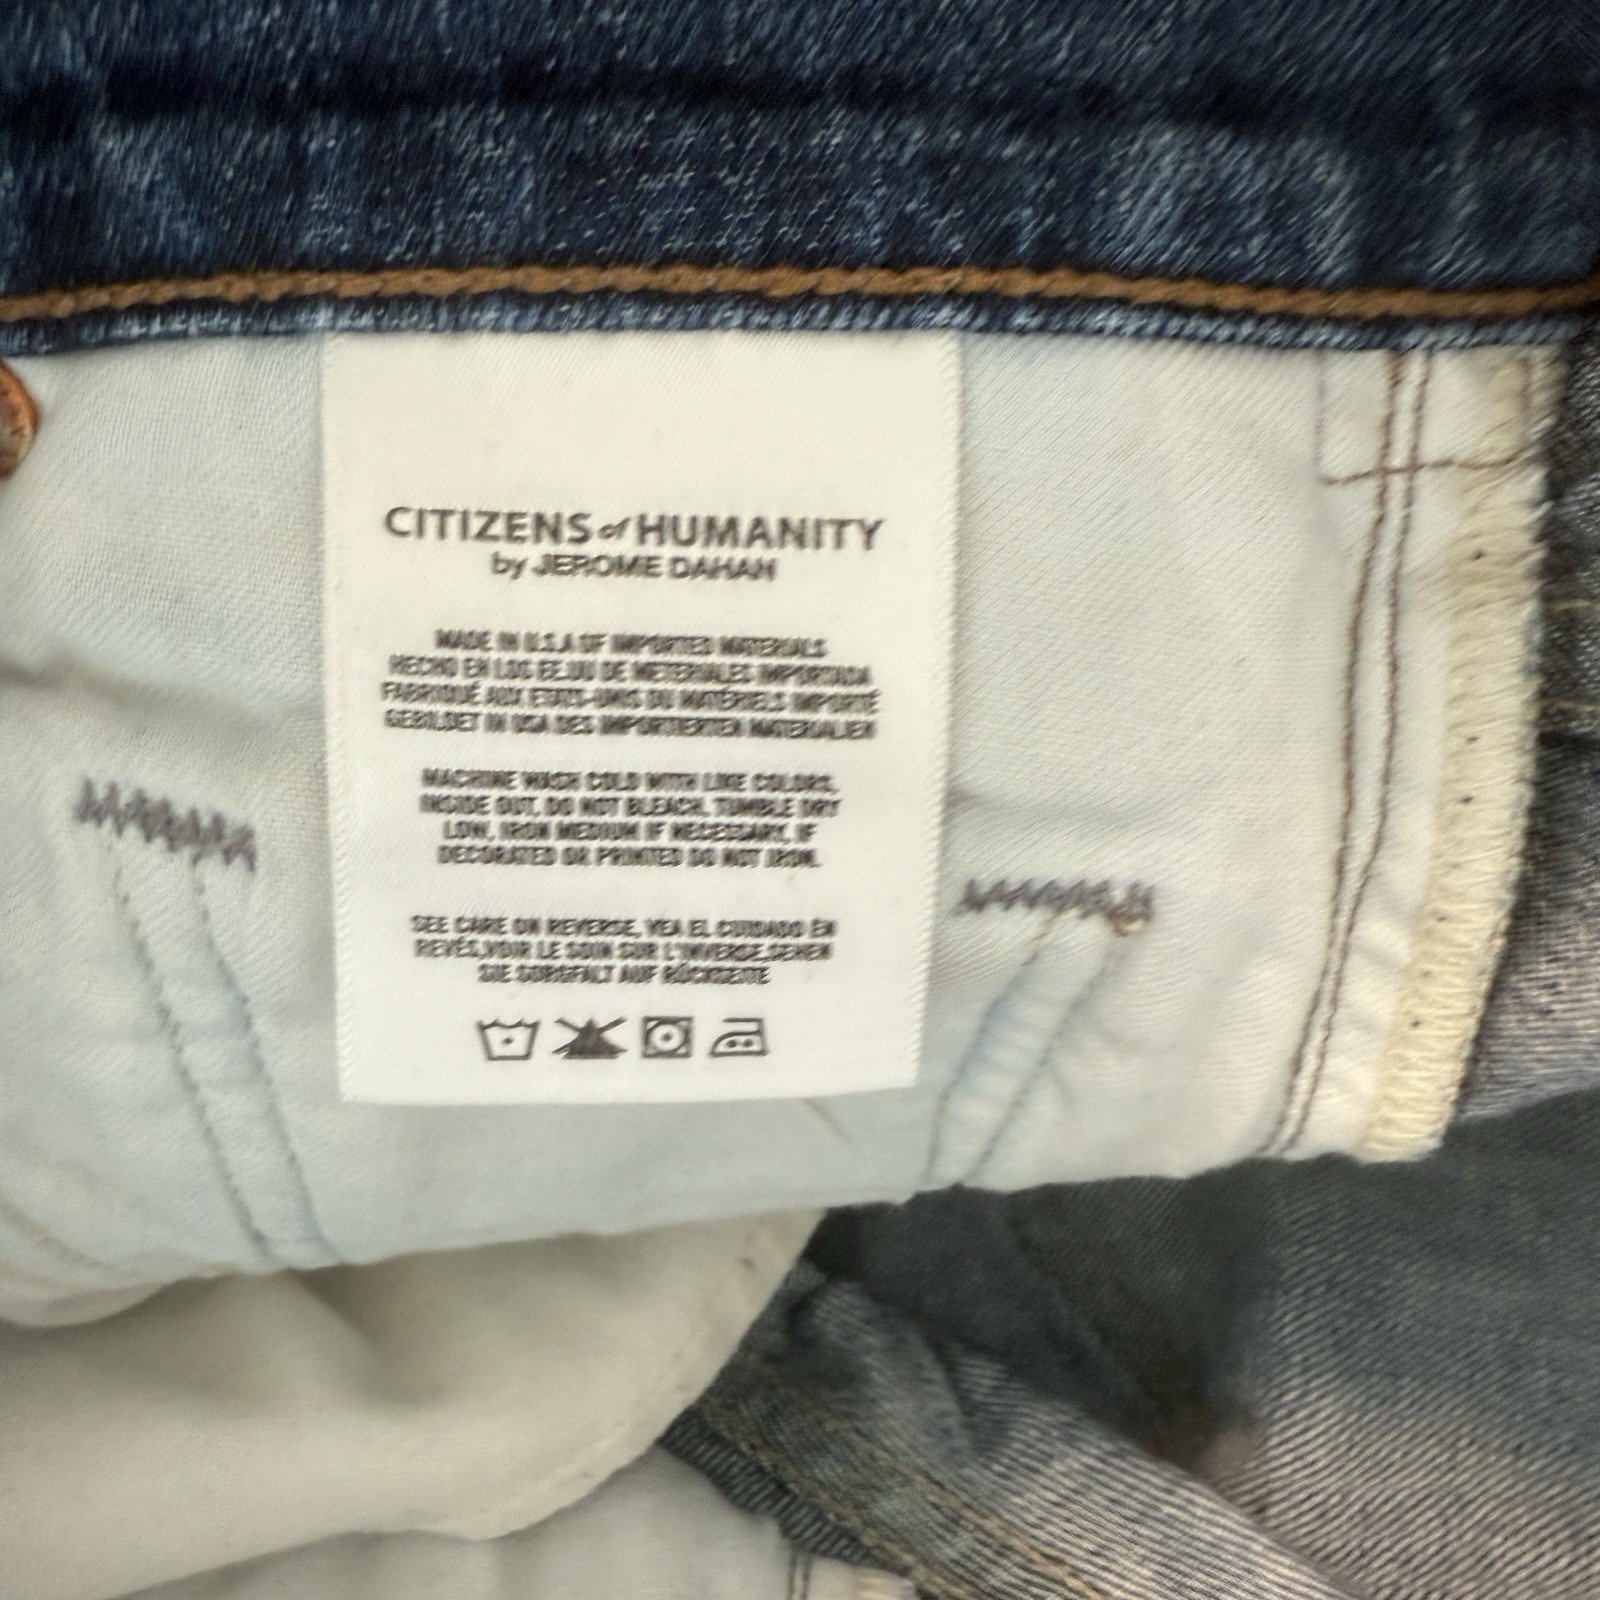 CITIZENS of HUMANITY
by JEROME DAHAN
MADE IN U.S.A OF IMPORTED MATERIALS
HECHO EN LOS EE.UU DE METERIALES IMPORTADA
FABRIQUÉ AUX ETATS-UNIS DU MATÉRIELS IMPORTÉ
GEBILDET IN USA DES IMPORTIERTEN MATERIALIEN
MACHINE WASH COLD WITH LIKE COLORS,
INSIDE OUT, DO NOT BLEACH, TUMBLE DRY
LOW, IRON MEDIUM IF NECESSARY, IF
DECORATED OR PRINTED DO NOT IRON.
SEE CARE ON REVERSE, VEA EL CUIDADO EN
REVÉS,VOIR LE SOIN SUR L'INVERSE,SEHEN
SIE SORGFALT AUF RÜCKSEITE